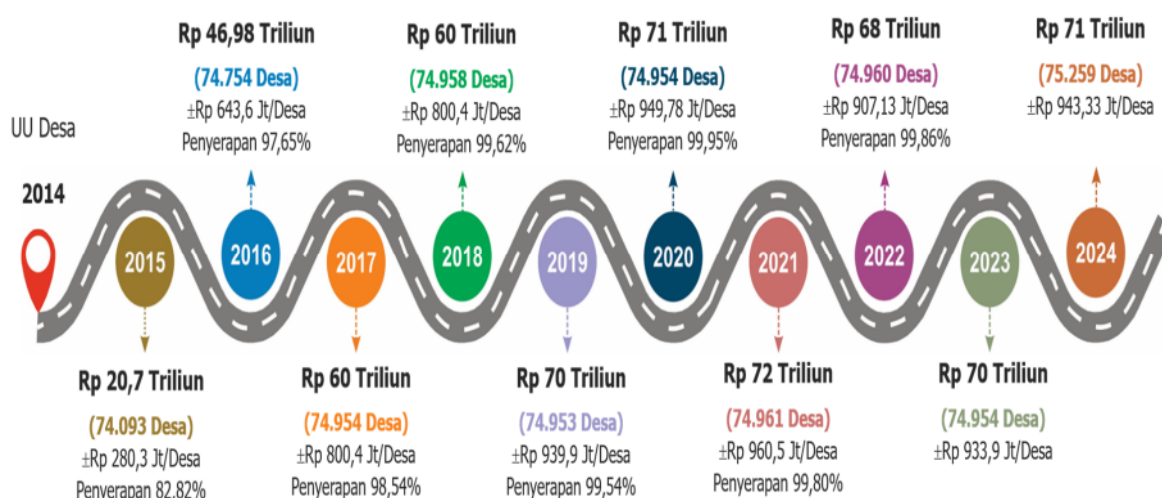 UU Desa
2014
2015
Rp 20,7 Triliun
(74.093 Desa)
±Rp 280,3 Jt/Desa
Penyerapan 82,82%
Rp 46,98 Triliun
(74.754 Desa)
±Rp 643,6 Jt/Desa
Penyerapan 97,65%
2016
2017
Rp 60 Triliun
(74.954 Desa)
±Rp 800,4 Jt/Desa
Penyerapan 98,54%
Rp 60 Triliun
(74.958 Desa)
±Rp 800,4 Jt/Desa
Penyerapan 99,62%
2018
2019
Rp 70 Triliun
(74.953 Desa)
±Rp 939,9 Jt/Desa
Penyerapan 99,54%
Rp 71 Triliun
(74.954 Desa)
±Rp 949,78 Jt/Desa
Penyerapan 99,95%
2020
2021
Rp 72 Triliun
(74.961 Desa)
±Rp 960,5 Jt/Desa
Penyerapan 99,80%
Rp 68 Triliun
(74.960 Desa)
±Rp 907,13 Jt/Desa
Penyerapan 99,86%
2022
2023
Rp 70 Triliun
(74.954 Desa)
±Rp 933,9 Jt/Desa
Rp 71 Triliun
(75.259 Desa)
±Rp 943,33 Jt/Desa
2024